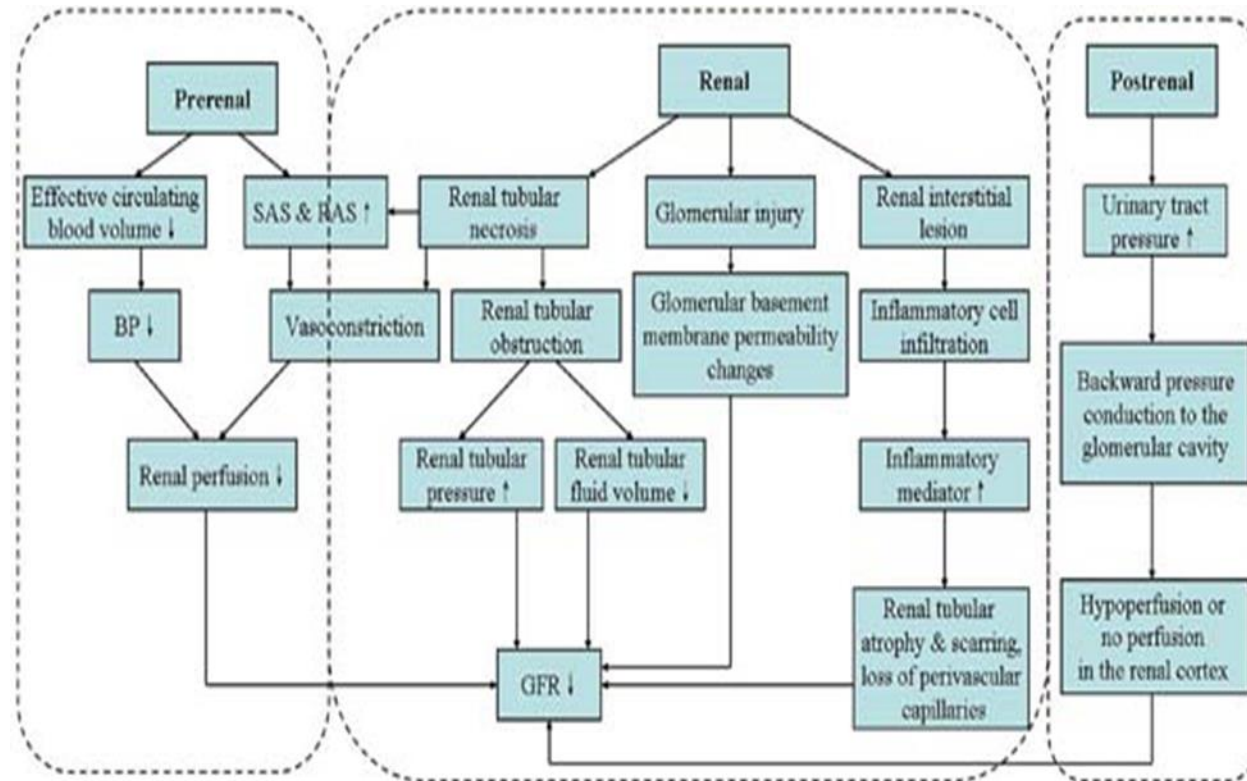 Prerenal
Effective circulating
blood volume ↓
SAS & RAS ↑
BP ↓
Vasoconstriction
Renal perfusion ↓
Renal
Renal tubular
necrosis
Glomerular injury
Renal interstitial
lesion
Renal tubular
obstruction
Glomerular basement
membrane permeability
changes
Inflammatory cell
infiltration
Renal tubular
pressure ↑
Renal tubular
fluid volume ↓
Inflammatory
mediator ↑
Renal tubular
atrophy & scarring,
loss of perivascular
capillaries
GFR ↓
Postrenal
Urinary tract
pressure ↑
Backward pressure
conduction to the
glomerular cavity
Hypoperfusion or
no perfusion
in the renal cortex